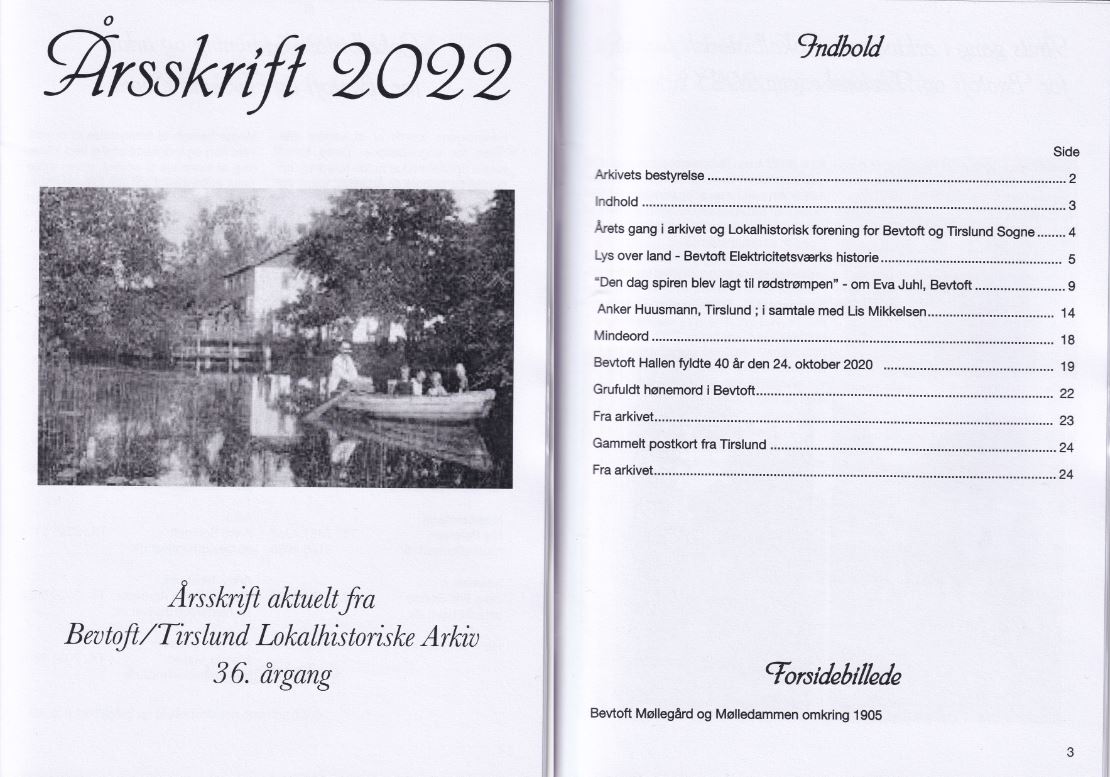 Årsskrift 2022
Årsskrift aktuelt fra
Bevtoft/Tirslund Lokalhistoriske Arkiv
36. årgang
Indhold
Side
Arkivets bestyrelse ........................................................................ 2
Indhold ........................................................................ 3
Årets gang i arkivet og Lokalhistorisk forening for Bevtoft og Tirslund Sogne ........ 4
Lys over land - Bevtoft Elektricitetsværks historie ........................................ 5
“Den dag spiren blev lagt til rødstrømpen” - om Eva Juhl, Bevtoft ........................ 9
Anker Huusmann, Tirslund ; i samtale med Lis Mikkelsen................................ 14
Mindeord ........................................................................ 18
Bevtoft Hallen fyldte 40 år den 24. oktober 2020 ........................................ 19
Grufuldt hønemord i Bevtoft........................................................................ 22
Fra arkivet........................................................................ 23
Gammelt postkort fra Tirslund ........................................................................ 24
Fra arkivet........................................................................ 24
Forsidebillede
Bevtoft Møllegård og Mølledammen omkring 1905
3